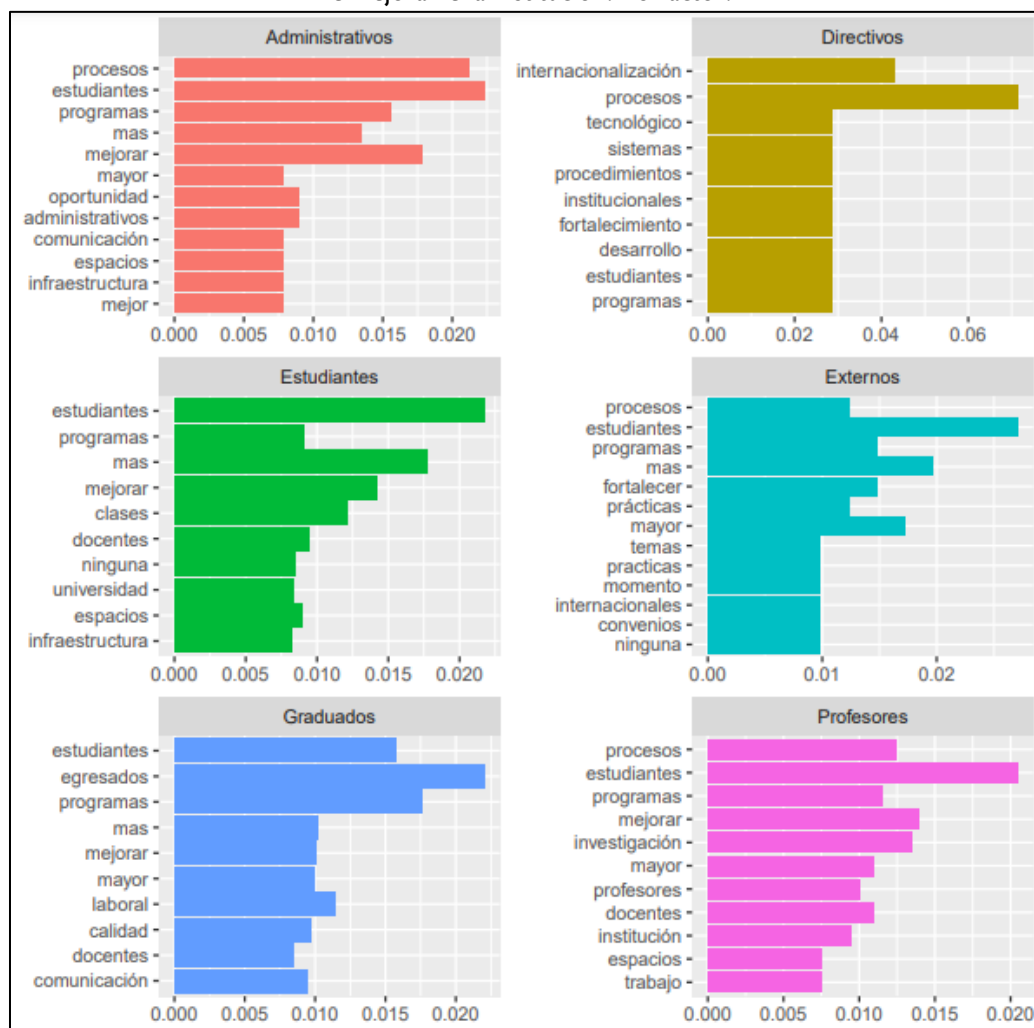 Administrativos
procesos
estudiantes
programas
mas
mejorar
mayor
oportunidad
administrativos
comunicación
espacios
infraestructura
mejor
0.000 0.005 0.010 0.015 0.020
Directivos
internacionalización
procesos
tecnológico
sistemas
procedimientos
institucionales
fortalecimiento
desarrollo
estudiantes
programas
0.00 0.02 0.04 0.06
Estudiantes
estudiantes
programas
mas
mejorar
clases
docentes
ninguna
universidad
espacios
infraestructura
0.000 0.005 0.010 0.015 0.020
Externos
procesos
estudiantes
programas
mas
fortalecer
prácticas
mayor
temas
practicas
momento
internacionales
convenios
ninguna
0.00 0.01 0.02
Graduados
estudiantes
egresados
programas
mas
mejorar
mayor
laboral
calidad
docentes
comunicación
0.000 0.005 0.010 0.015 0.020
Profesores
procesos
estudiantes
programas
mejorar
investigación
mayor
profesores
docentes
institución
espacios
trabajo
0.000 0.005 0.010 0.015 0.020